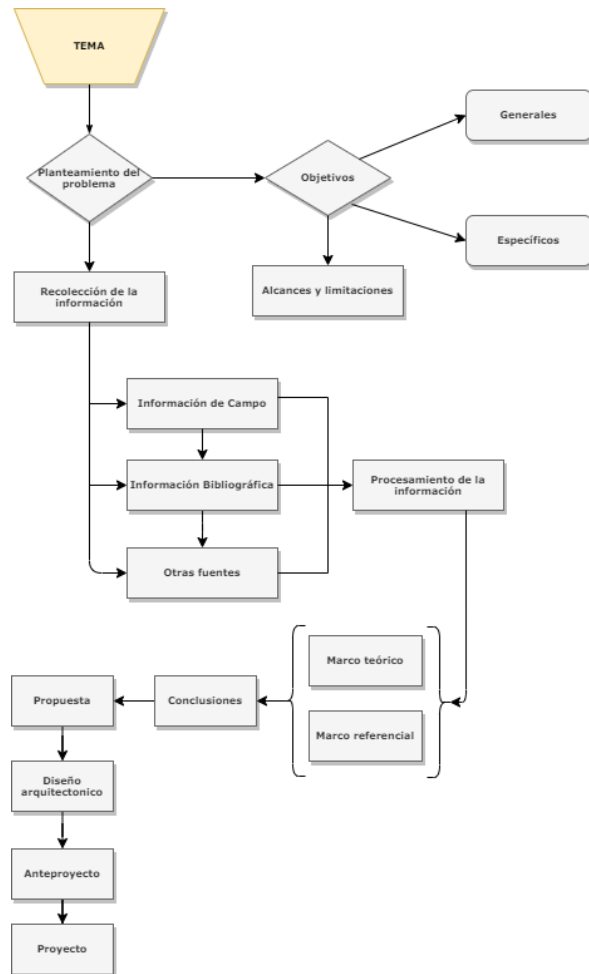 TEMA
Planteamiento del
problema
Objetivos
Generales
Específicos
Alcances y limitaciones
Recolección de la
información
Información de Campo
Información Bibliográfica
Otras fuentes
Procesamiento de la
información
Marco teórico
Marco referencial
Conclusiones
Propuesta
Diseño
arquitectonico
Anteproyecto
Proyecto